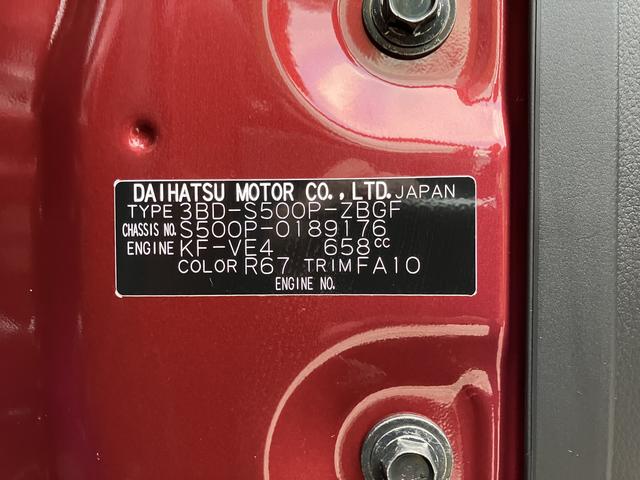 DAIHATSU MOTOR CO., LTD. JAPAN
TYPE 3BD-S500P-ZBGF
CHASSIS NO. S500P-0189176
ENGINE KF-VE4 658cc
COLOR R67 TRIM FA10
ENGINE NO.